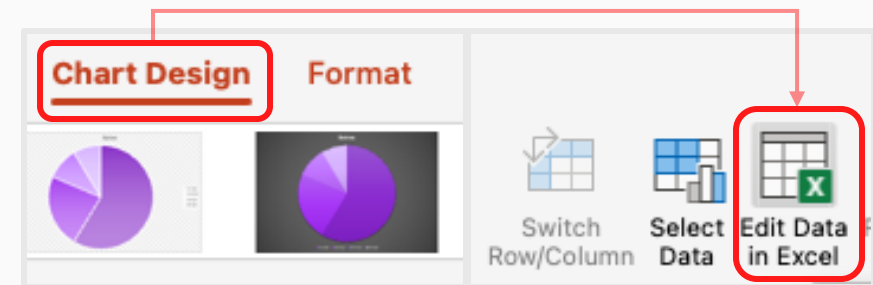 Chart Design Format
Switch
Row/Column
Select
Data
Edit Data
in Excel
X